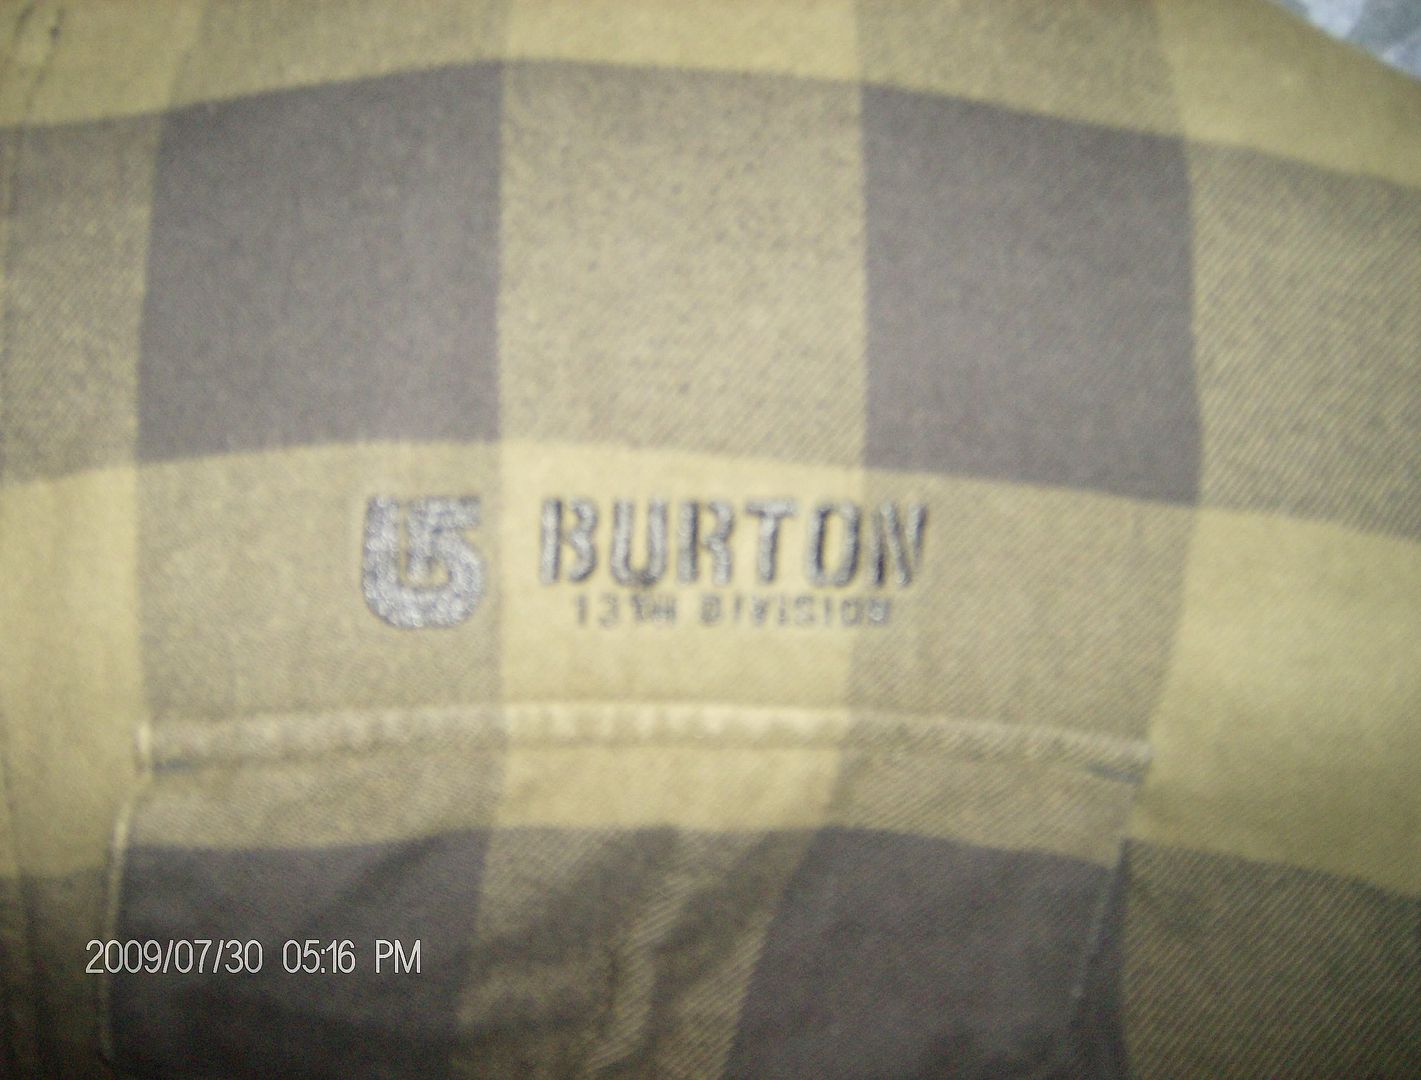 BURTON
13TH DIVISION
2009/07/30 05:16 PM